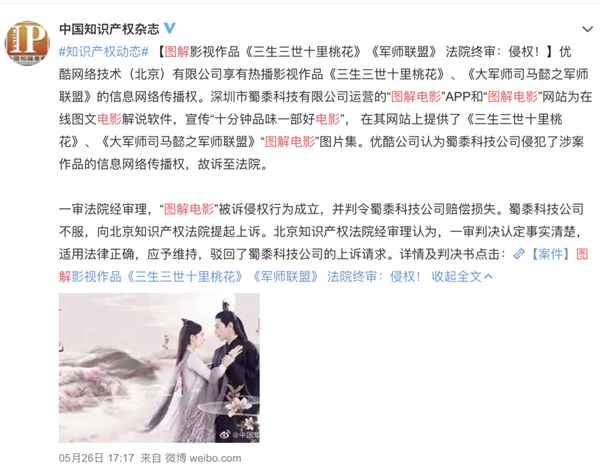 中国知识产权杂志
#知识产权动态# 【图解影视作品《三生三世十里桃花》《军师联盟》 法院终审：侵权！】优
酷网络技术（北京）有限公司享有热播影视作品《三生三世十里桃花》、《大军师司马懿之军师
联盟》的信息网络传播权。深圳市蜀黍科技有限公司运营的“图解电影”APP和“图解电影”网站为在
线图文电影解说软件，宣传“十分钟品味一部好电影”， 在其网站上提供了《三生三世十里桃
花》、《大军师司马懿之军师联盟》“图解电影”图片集。优酷公司认为蜀黍科技公司侵犯了涉案
作品的信息网络传播权，故诉至法院。
一审法院经审理，“图解电影”被诉侵权行为成立，并判令蜀黍科技公司赔偿损失。蜀黍科技公司
不服，向北京知识产权法院提起上诉。北京知识产权法院经审理认为，一审判决认定事实清楚，
适用法律正确，应予维持，驳回了蜀黍科技公司的上诉请求。详情及判决书点击： 【案件】图
解影视作品《三生三世十里桃花》《军师联盟》 法院终审：侵权！ 收起全文
@中国知
05月26日 17:17 来自 微博 weibo.com